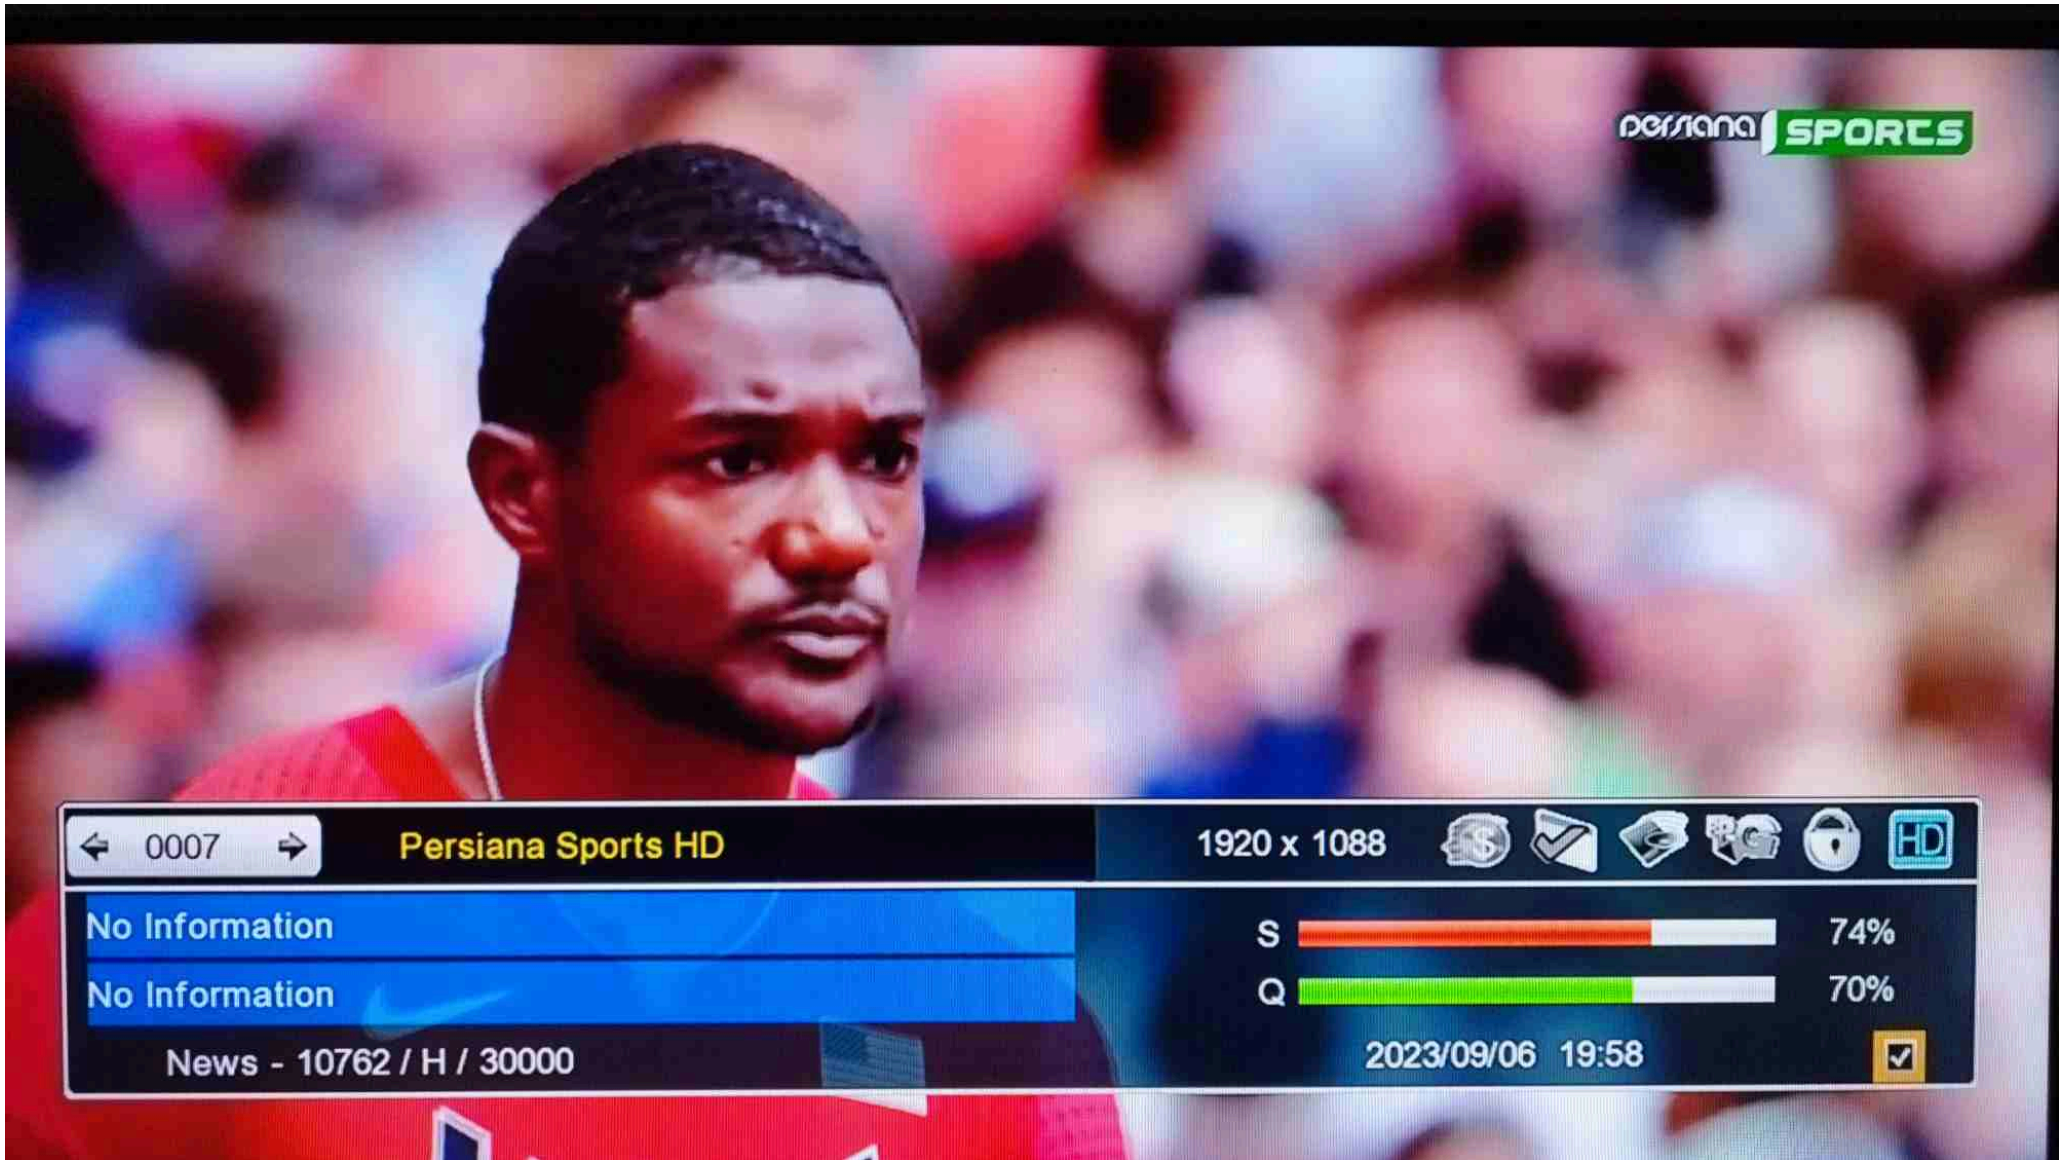 persiana SPORTS
0007 Persiana Sports HD 1920 x 1088 HD
No Information S 74%
No Information Q 70%
News - 10762 / H / 30000 2023/09/06 19:58